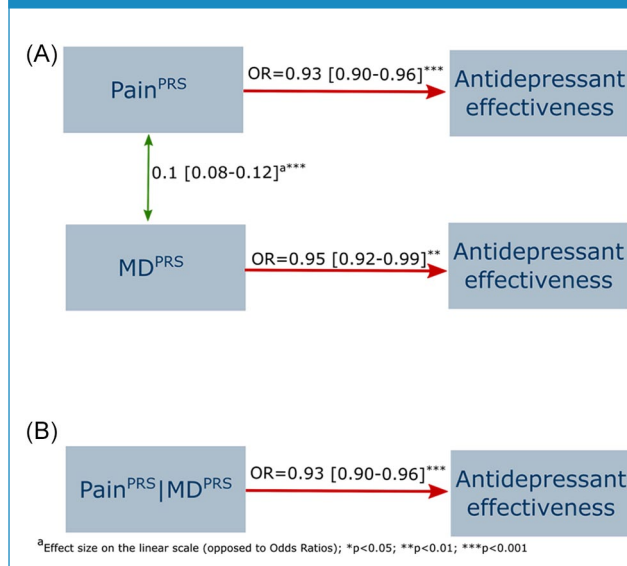 (A)
Pain^PRS
OR=0.93 [0.90-0.96]***
Antidepressant
effectiveness
0.1 [0.08-0.12]^a***
MD^PRS
OR=0.95 [0.92-0.99]**
Antidepressant
effectiveness
(B)
Pain^PRS|MD^PRS
OR=0.93 [0.90-0.96]***
Antidepressant
effectiveness
^aEffect size on the linear scale (opposed to Odds Ratios); *p<0.05; **p<0.01; ***p<0.001